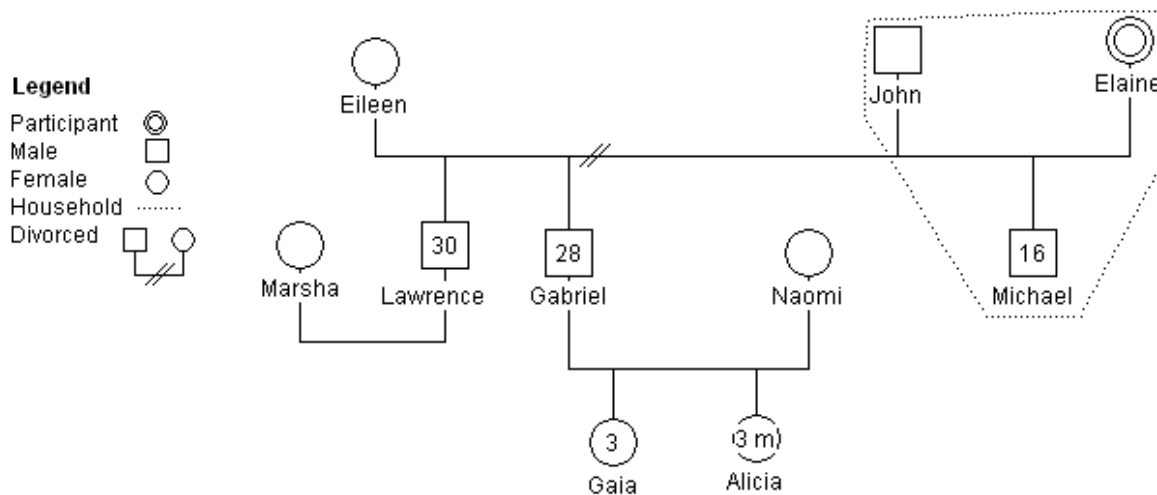 Legend
Participant
Male
Female
Household
Divorced
Eileen
John
Elaine
30
28
16
Marsha
Lawrence
Gabriel
Naomi
Michael
3
(3 m)
Gaia
Alicia